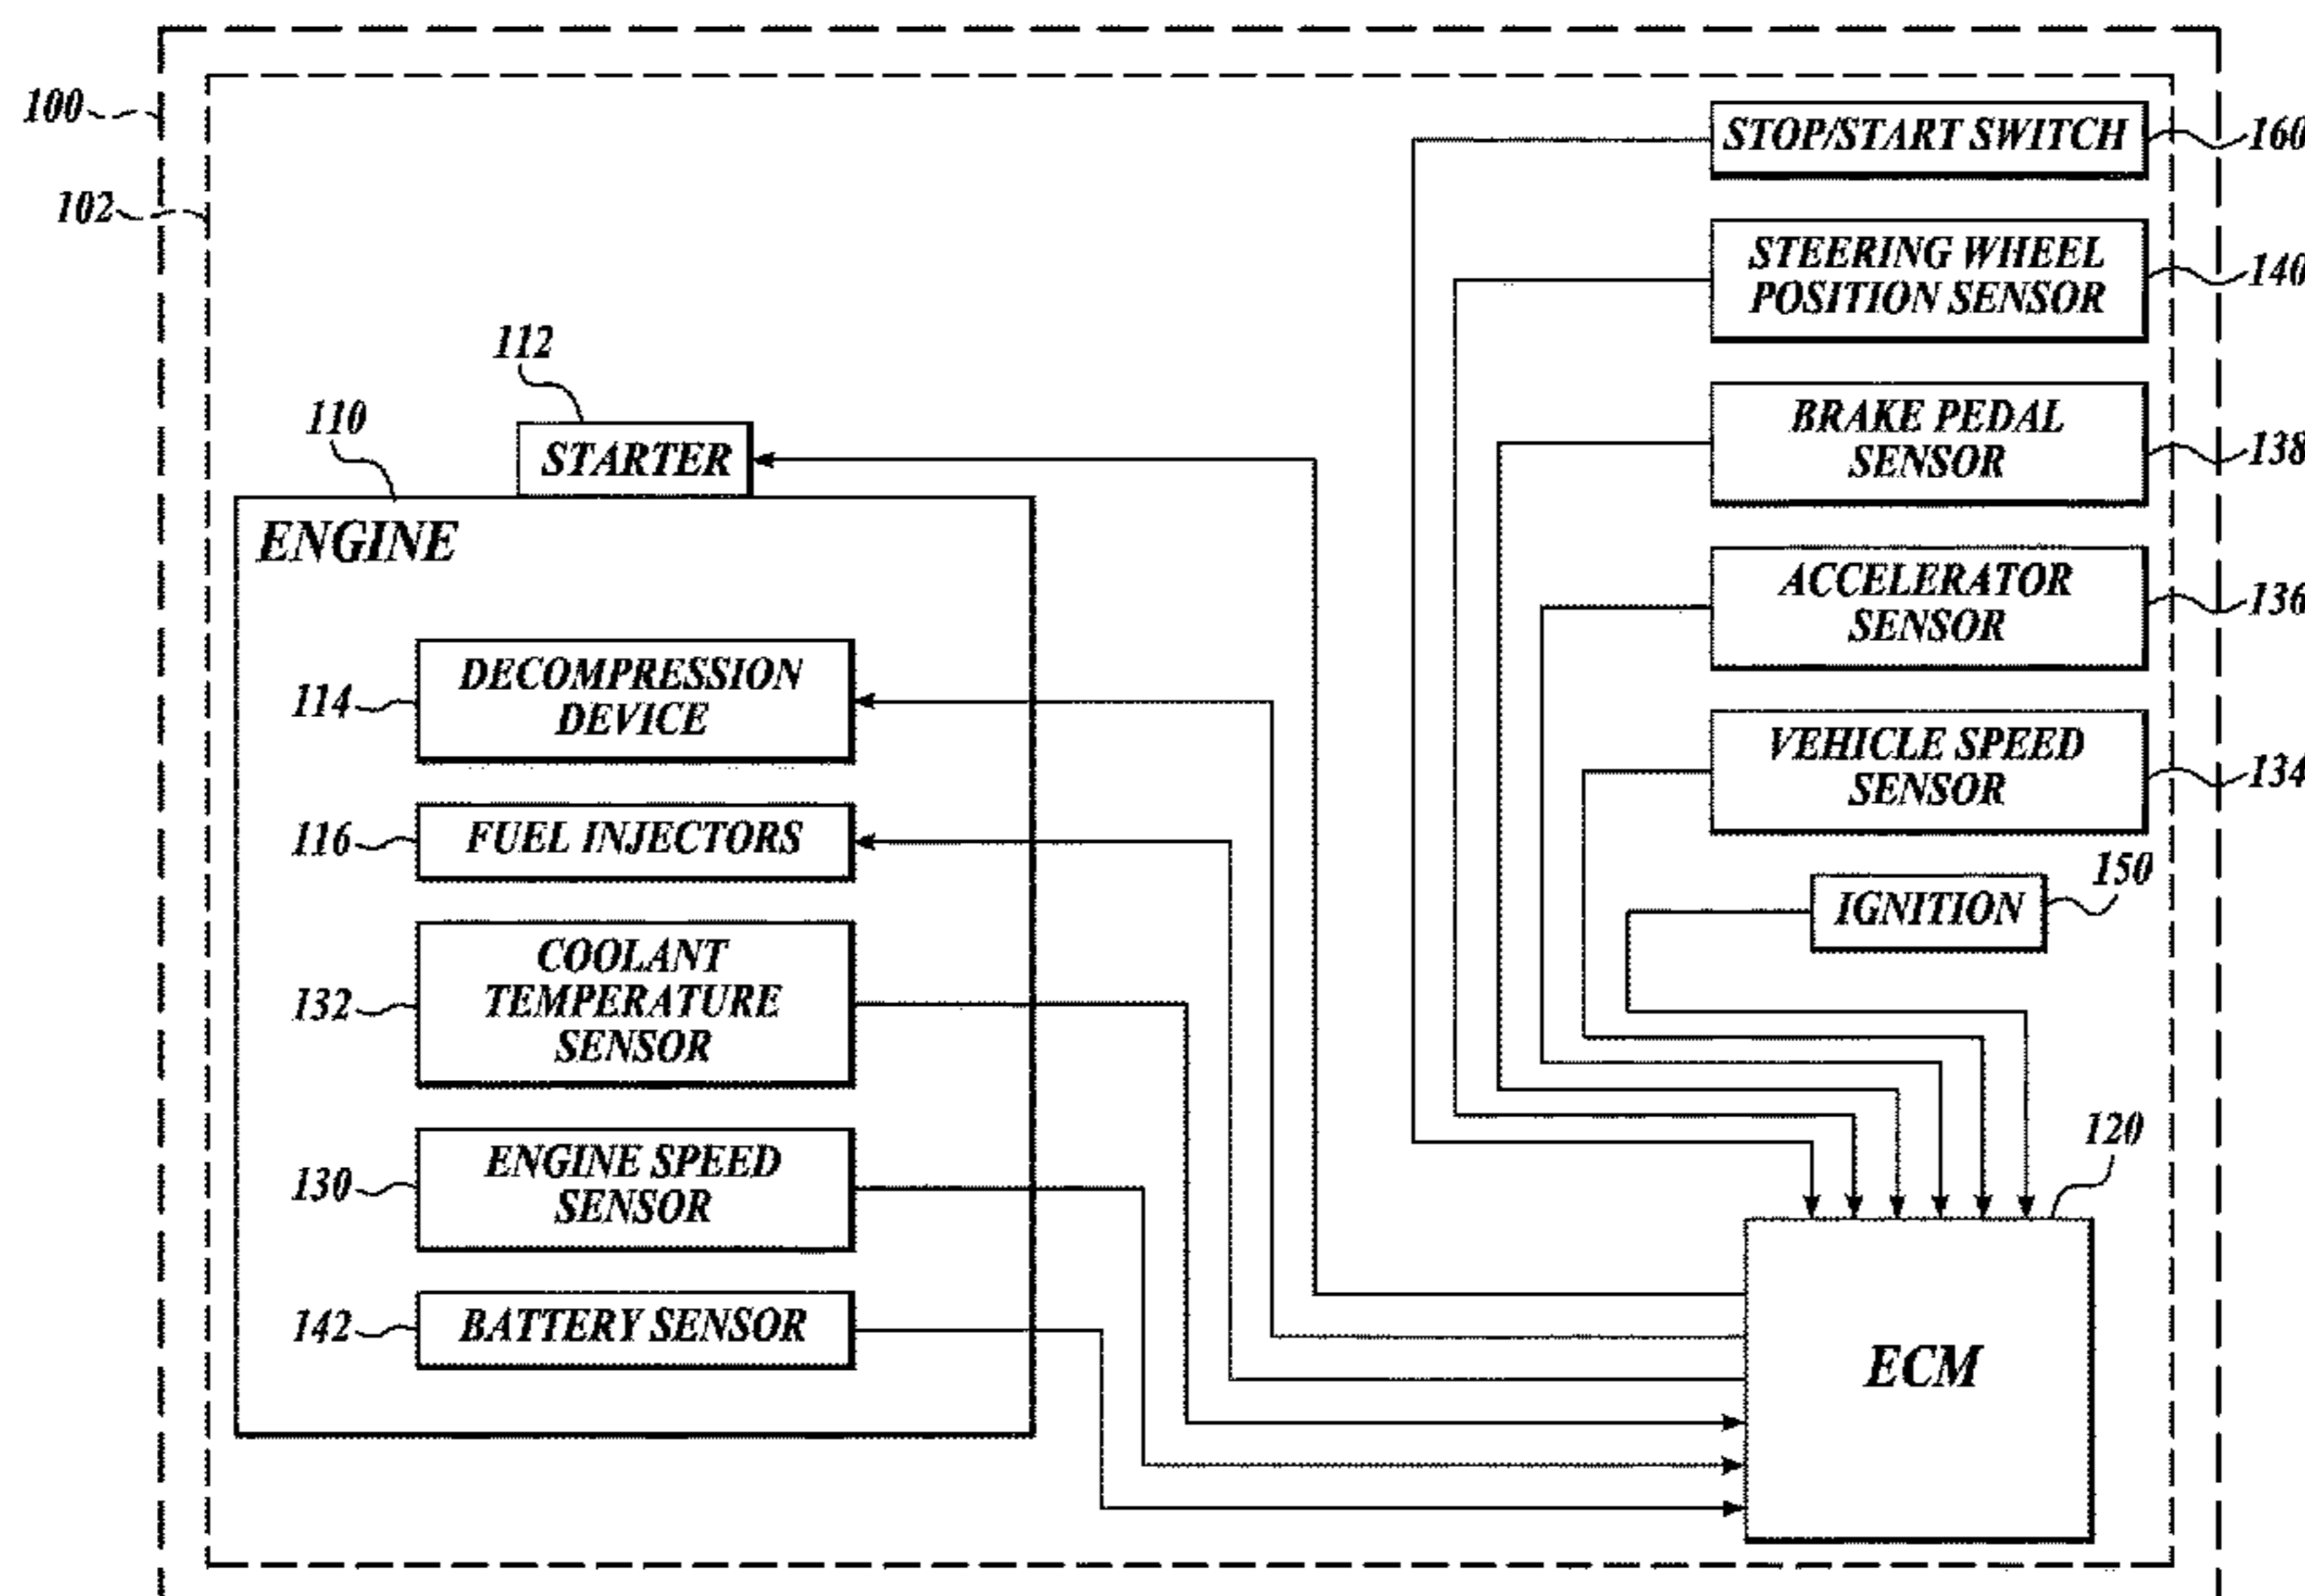 100
102
STOP/START SWITCH
160
STEERING WHEEL
POSITION SENSOR
140
112
STARTER
110
ENGINE
BRAKE PEDAL
SENSOR
138
ACCELERATOR
SENSOR
136
DECOMPRESSION
DEVICE
114
VEHICLE SPEED
SENSOR
134
116
FUEL INJECTORS
IGNITION
150
COOLANT
TEMPERATURE
SENSOR
132
ENGINE SPEED
SENSOR
130
120
142
BATTERY SENSOR
ECM